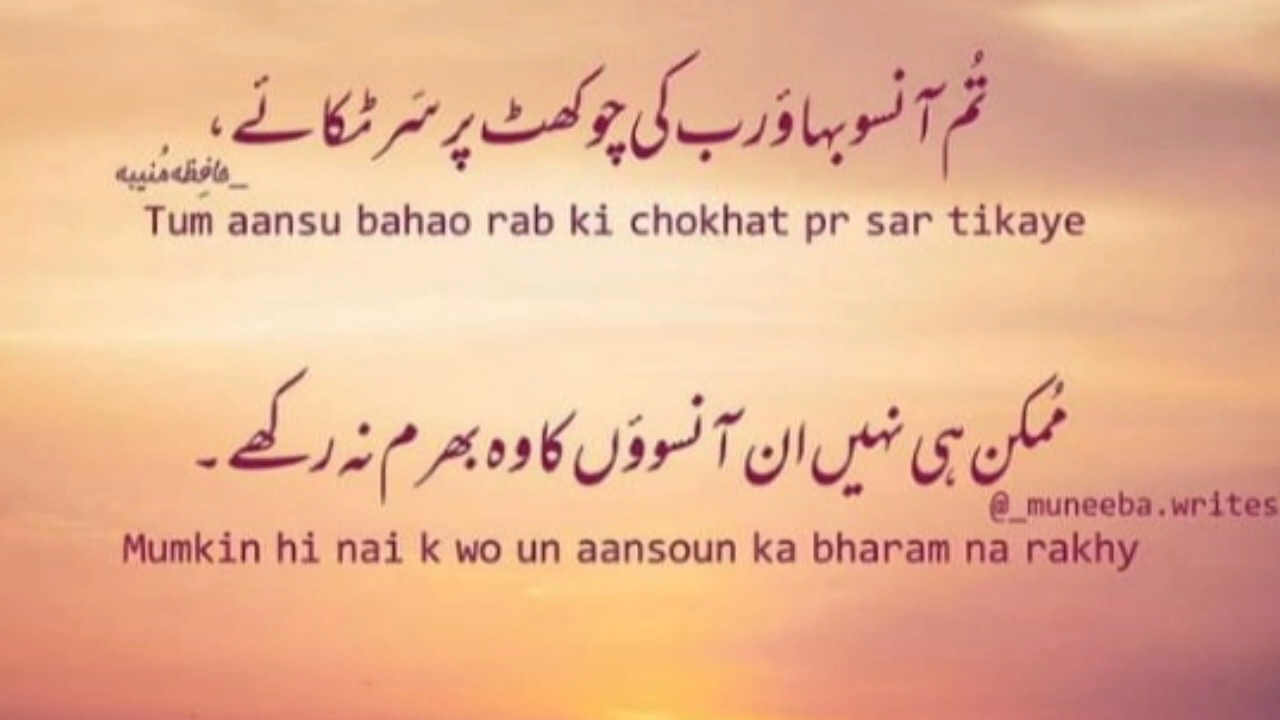 تُم آنسو بہاؤ رب کی چوکھٹ پر سَر ٹکائے،
_حافِظہ مُنیبہ
Tum aansu bahao rab ki chokhat pr sar tikaye
مُمکن ہی نہیں ان آنسوؤں کا وہ بھرم نہ رکھے۔
@_muneeba.writes
Mumkin hi nai k wo un aansoun ka bharam na rakhy